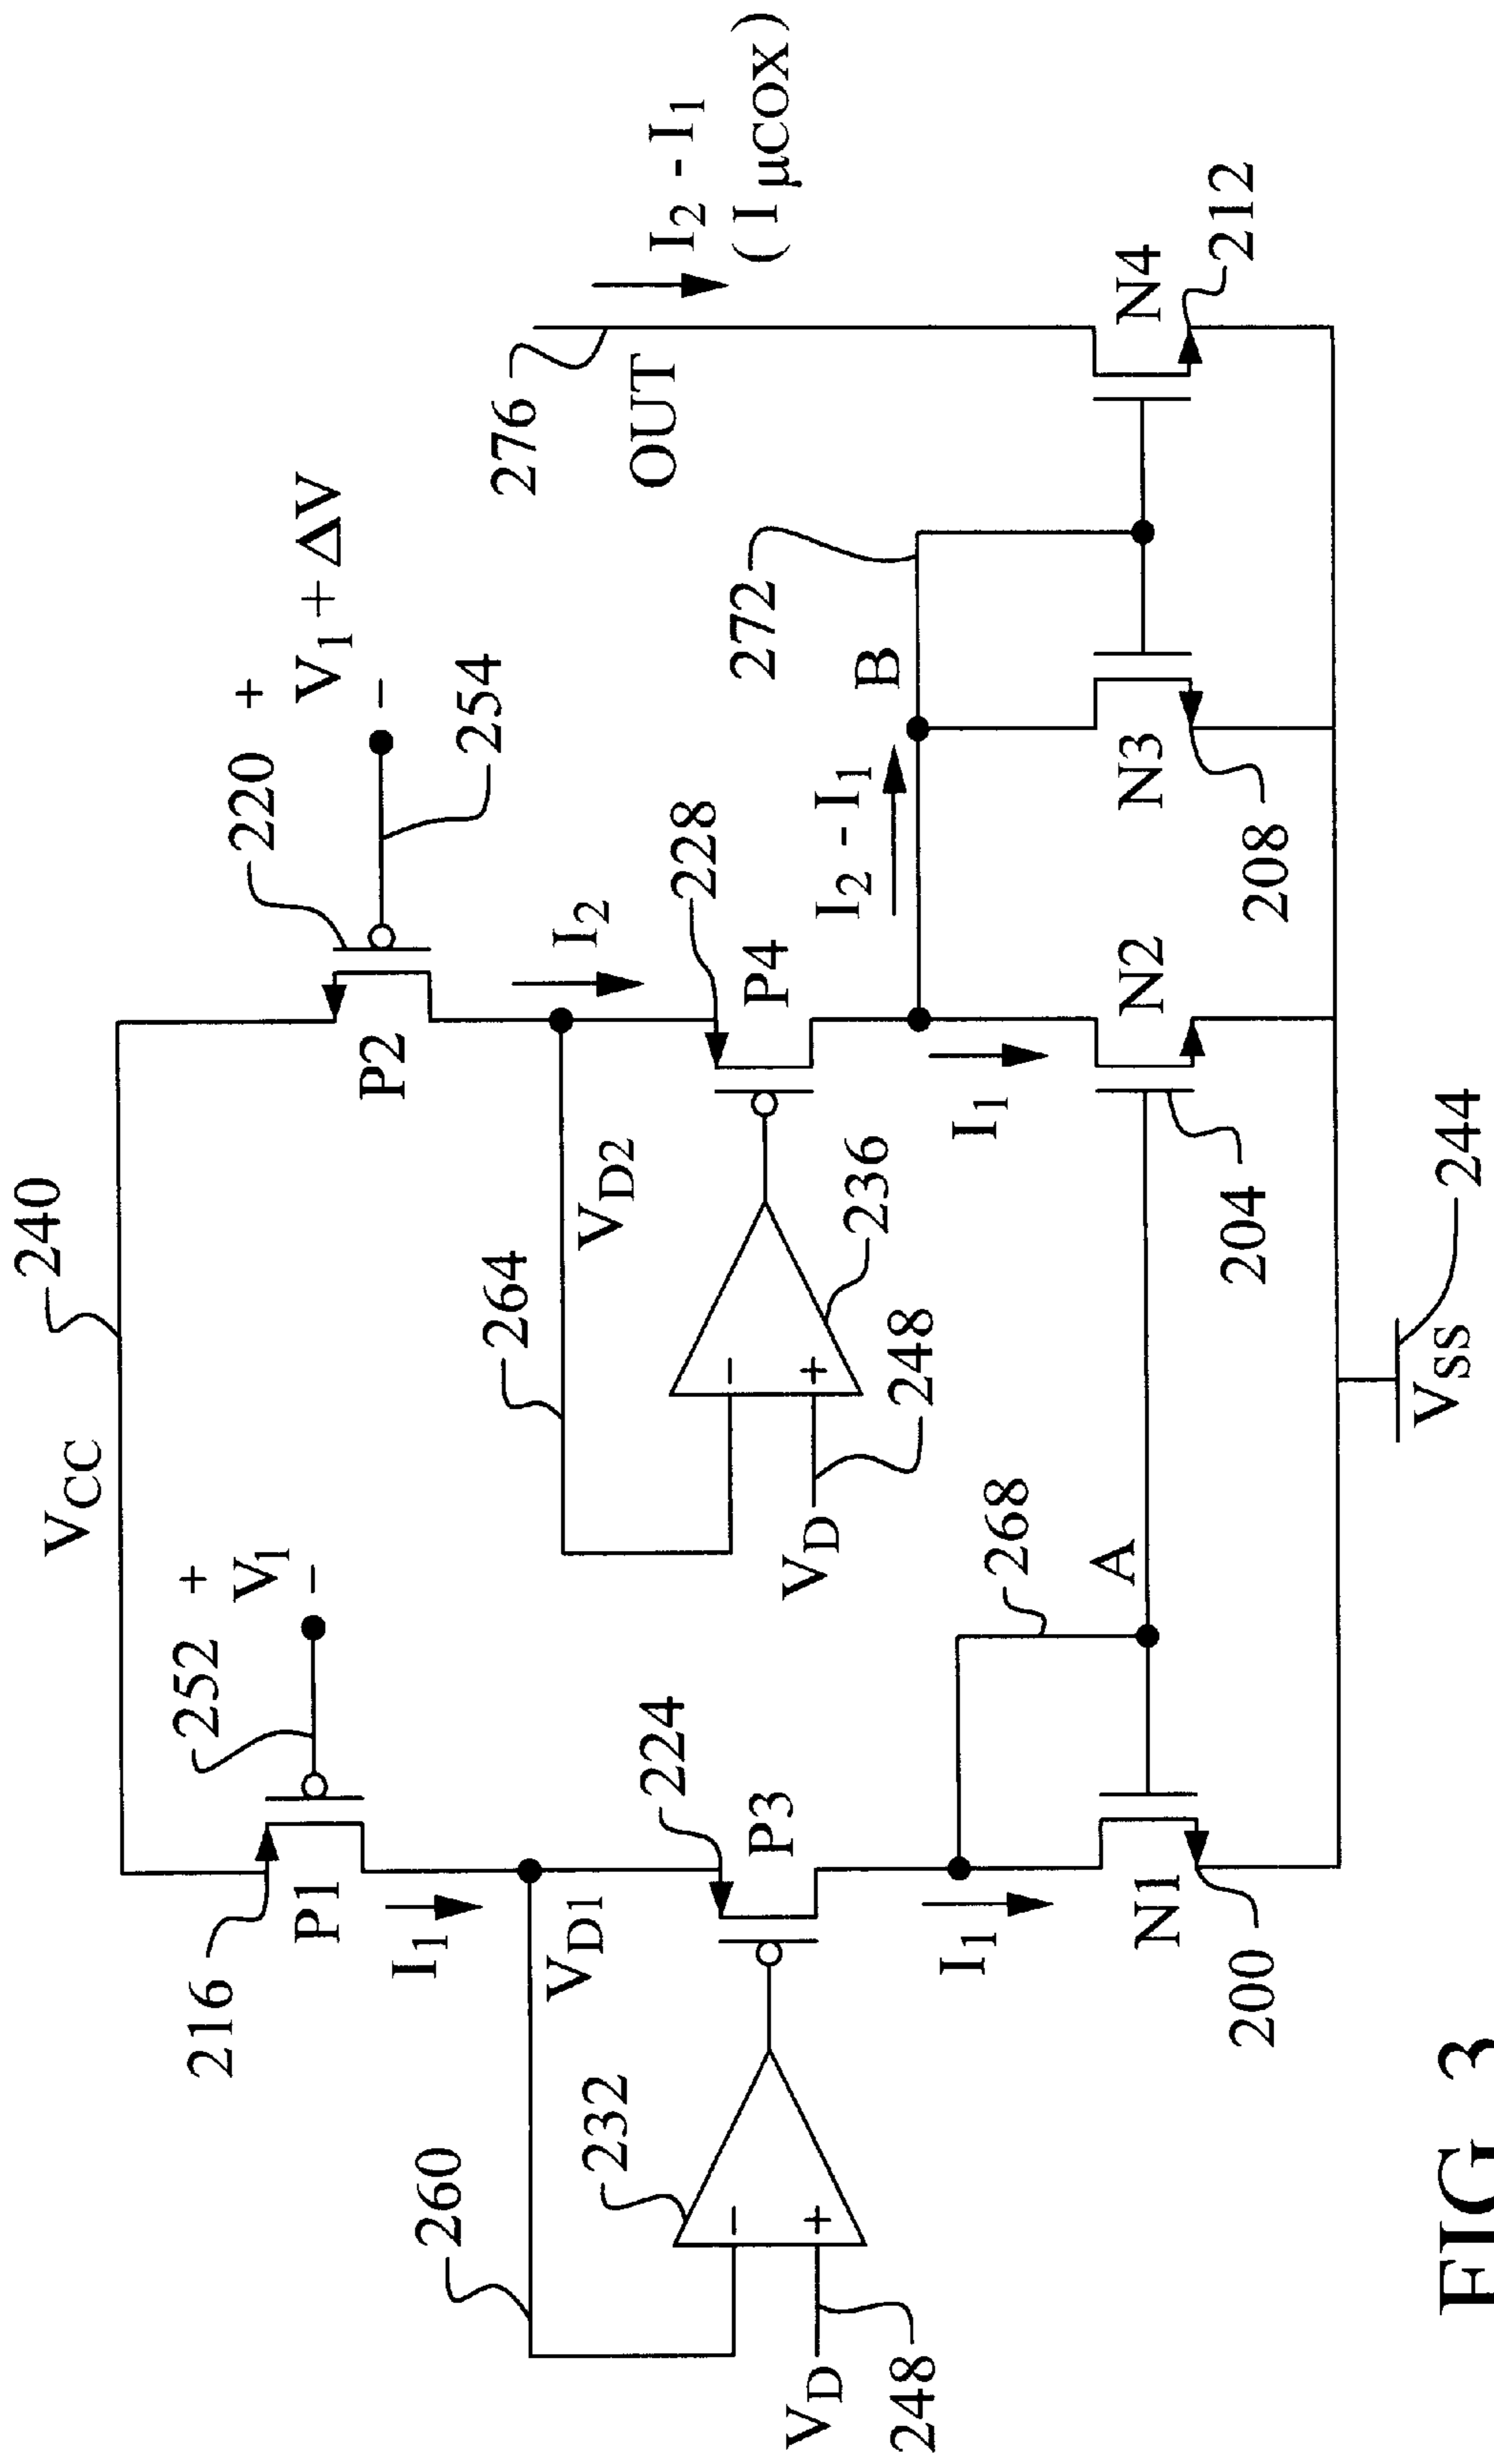 240
VCC
220
+
V1 + ΔV
−
254
252
+
V1
−
216
P1
P2
I1
I2
276
OUT
I2 - I1
( I μCOX )
260
VD1
264
VD2
232
−
+
224
P3
236
−
+
228
P4
VD
248
VD
248
I2 - I1
B
272
I1
268
A
I1
N1
200
N2
204
N3
208
N4
212
VSS
244
FIG. 3